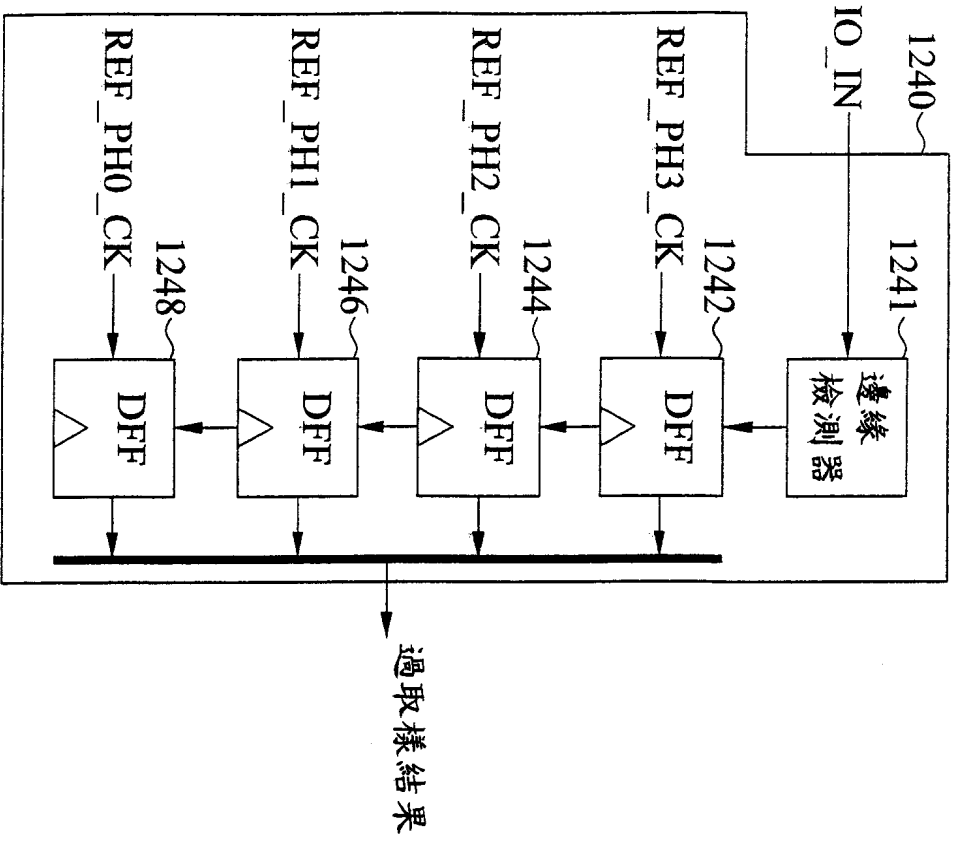 1240
1241
IO_IN
邊緣
檢測器
1242
REF_PH3_CK
DFF
1244
REF_PH2_CK
DFF
過取樣結果
1246
REF_PH1_CK
DFF
1248
REF_PH0_CK
DFF